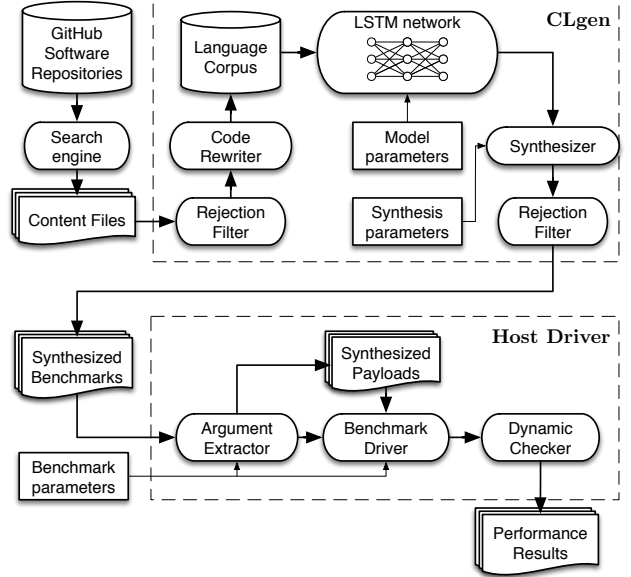 GitHub
Software
Repositories
Search
engine
Content Files
CLgen
Language
Corpus
LSTM network
Code
Rewriter
Rejection
Filter
Model
parameters
Synthesizer
Synthesis
parameters
Rejection
Filter
Synthesized
Benchmarks
Host Driver
Synthesized
Payloads
Argument
Extractor
Benchmark
Driver
Dynamic
Checker
Benchmark
parameters
Performance
Results